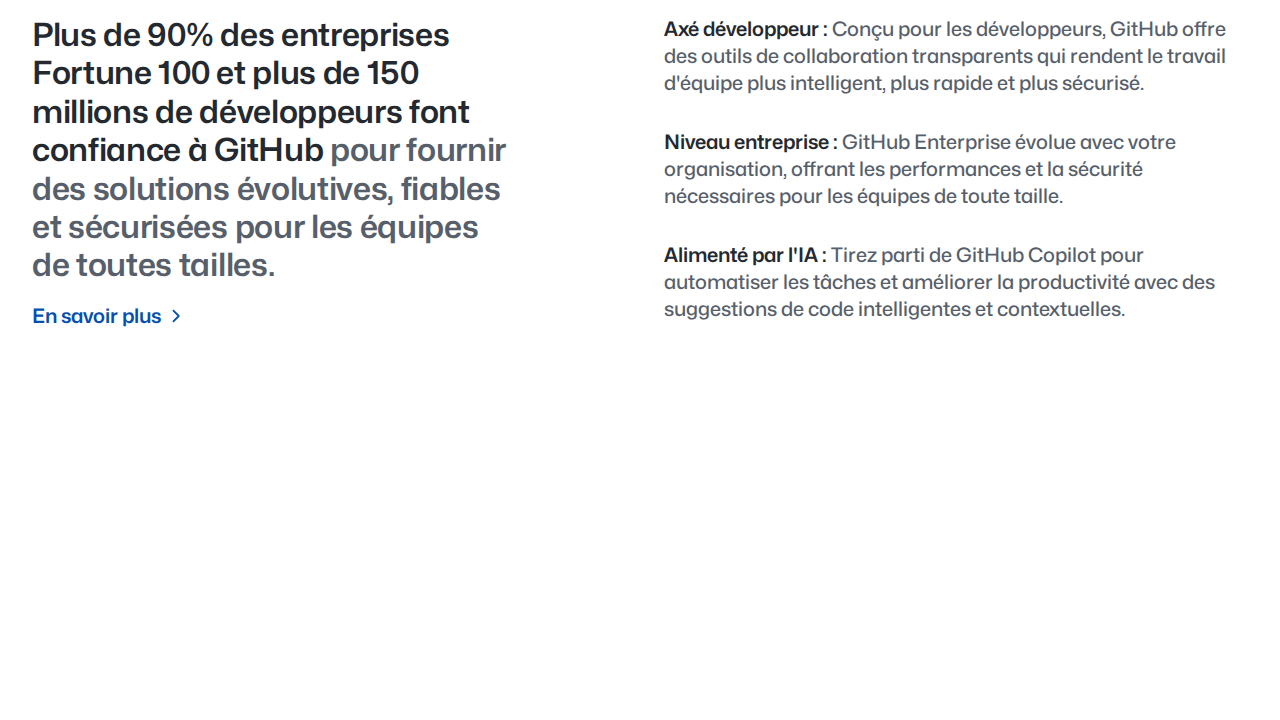 Plus de 90% des entreprises
Fortune 100 et plus de 150
millions de développeurs font
confiance à GitHub pour fournir
des solutions évolutives, fiables
et sécurisées pour les équipes
de toutes tailles.
En savoir plus
Axé développeur : Conçu pour les développeurs, GitHub offre
des outils de collaboration transparents qui rendent le travail
d'équipe plus intelligent, plus rapide et plus sécurisé.
Niveau entreprise : GitHub Enterprise évolue avec votre
organisation, offrant les performances et la sécurité
nécessaires pour les équipes de toute taille.
Alimenté par l'IA : Tirez parti de GitHub Copilot pour
automatiser les tâches et améliorer la productivité avec des
suggestions de code intelligentes et contextuelles.